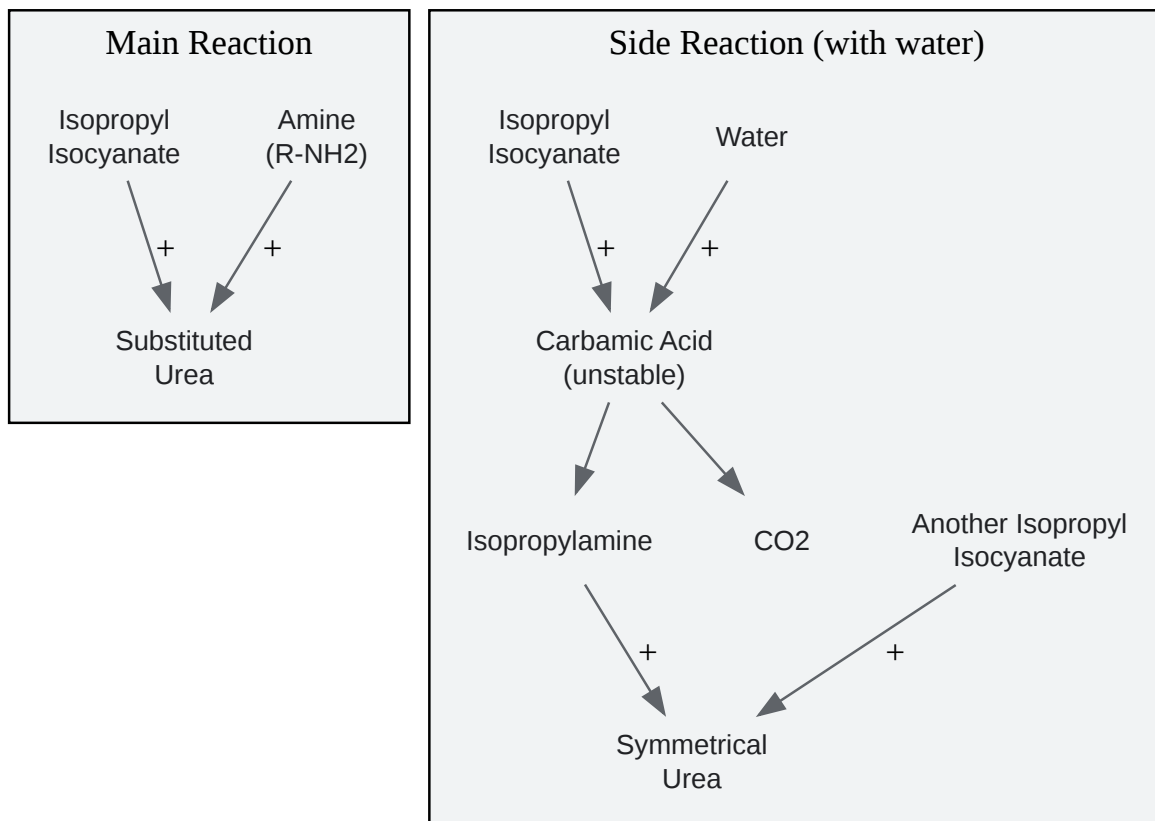 Main Reaction
Isopropyl
Isocyanate
Amine
(R-NH2)
+
+
Substituted
Urea
Side Reaction (with water)
Isopropyl
Isocyanate
Water
+
+
Carbamic Acid
(unstable)
Isopropylamine
CO2
Another Isopropyl
Isocyanate
+
+
Symmetrical
Urea